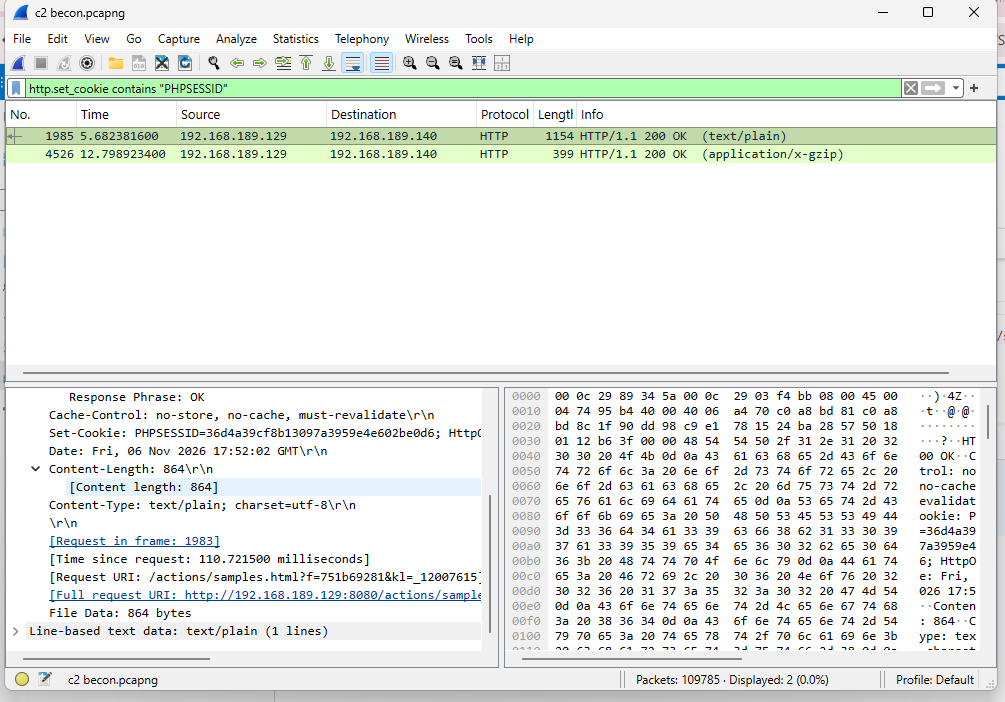 c2 becon.pcapng
File Edit View Go Capture Analyze Statistics Telephony Wireless Tools Help
http.set_cookie contains "PHPSESSID"
No. Time Source Destination Protocol Length Info
1985 5.682381600 192.168.189.129 192.168.189.140 HTTP 1154 HTTP/1.1 200 OK (text/plain)
4526 12.798923400 192.168.189.129 192.168.189.140 HTTP 399 HTTP/1.1 200 OK (application/x-gzip)
Response Phrase: OK
Cache-Control: no-store, no-cache, must-revalidate\r\n
Set-Cookie: PHPSESSID=36d4a39cf8b13097a3959e4e602be0d6; HttpO
Date: Fri, 06 Nov 2026 17:52:02 GMT\r\n
Content-Length: 864\r\n
[Content length: 864]
Content-Type: text/plain; charset=utf-8\r\n
\r\n
[Request in frame: 1983]
[Time since request: 110.721500 milliseconds]
[Request URI: /actions/samples.html?f=751b69281&kl=_12007615]
[Full request URI: http://192.168.189.129:8080/actions/sample
File Data: 864 bytes
Line-based text data: text/plain (1 lines)
0000 00 0c 29 89 34 5a 00 0c 29 03 f4 bb 08 00 45 00 ··)·4Z··
0010 04 74 95 b4 40 00 40 06 a4 70 c0 a8 bd 81 c0 a8 ·t··@·@·
0020 bd 8c 1f 90 dd 98 c9 e1 78 15 24 ba 28 57 50 18 ········
0030 01 12 b6 3f 00 00 48 54 54 50 2f 31 2e 31 20 32 ···?··HT
0040 30 30 20 4f 4b 0d 0a 43 61 63 68 65 2d 43 6f 6e 00 OK··C
0050 74 72 6f 6c 3a 20 6e 6f 2d 73 74 6f 72 65 2c 20 trol: no
0060 6e 6f 2d 63 61 63 68 65 2c 20 6d 75 73 74 2d 72 no-cache
0070 65 76 61 6c 69 64 61 74 65 0d 0a 53 65 74 2d 43 evalidat
0080 6f 6f 6b 69 65 3a 20 50 48 50 53 45 53 53 49 44 ookie: P
0090 3d 33 36 64 34 61 33 39 63 66 38 62 31 33 30 39 =36d4a39
00a0 37 61 33 39 35 39 65 34 65 36 30 32 62 65 30 64 7a3959e4
00b0 36 3b 20 48 74 74 70 4f 6e 6c 79 0d 0a 44 61 74 6; HttpO
00c0 65 3a 20 46 72 69 2c 20 30 36 20 4e 6f 76 20 32 e: Fri,
00d0 30 32 36 20 31 37 3a 35 32 3a 30 32 20 47 4d 54 026 17:5
00e0 0d 0a 43 6f 6e 74 65 6e 74 2d 4c 65 6e 67 74 68 ··Conten
00f0 3a 20 38 36 34 0d 0a 43 6f 6e 74 65 6e 74 2d 54 : 864··C
0100 79 70 65 3a 20 74 65 78 74 2f 70 6c 61 69 6e 3b ype: tex
c2 becon.pcapng Packets: 109785 · Displayed: 2 (0.0%) Profile: Default